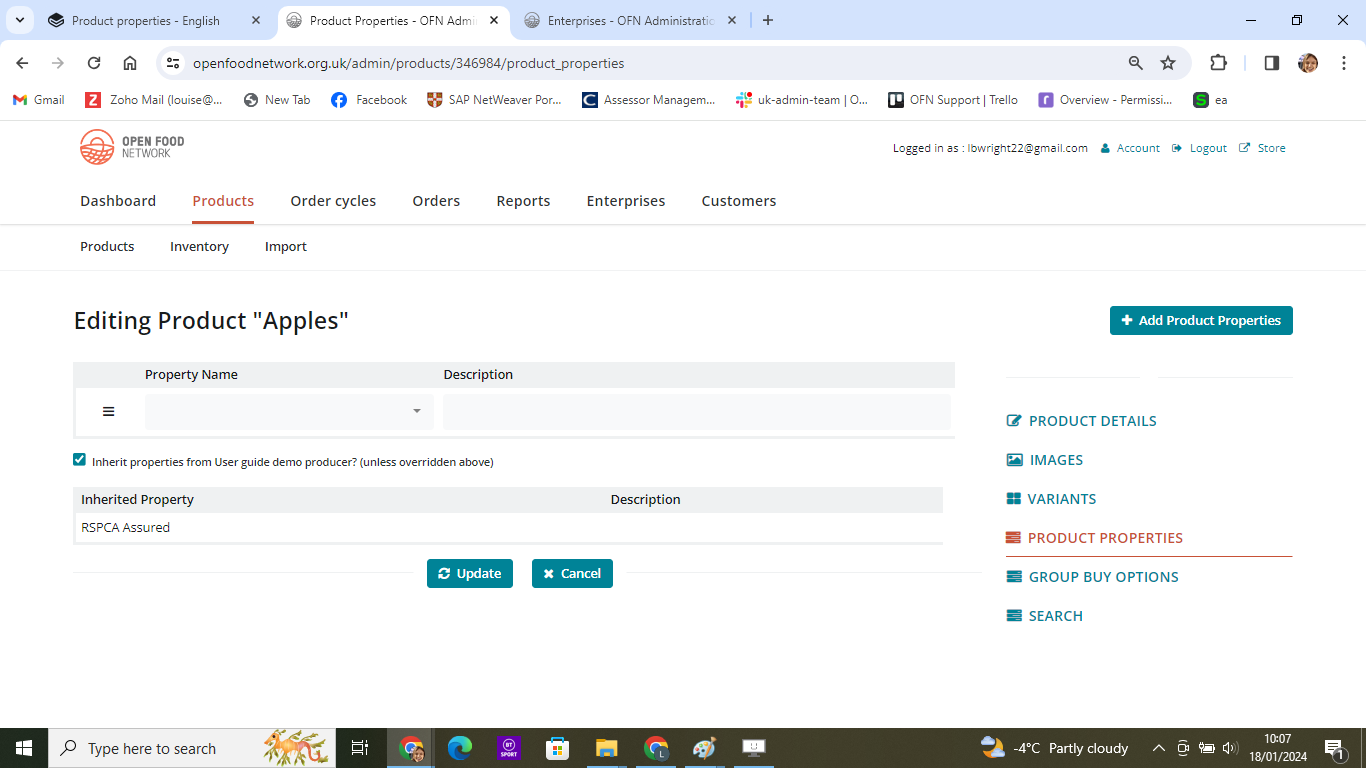 Product properties - English
Product Properties - OFN Admin
Enterprises - OFN Administratio
openfoodnetwork.org.uk/admin/products/346984/product_properties
Gmail
Zoho Mail (louise@...
New Tab
Facebook
SAP NetWeaver Por...
Assessor Managem...
uk-admin-team | O...
OFN Support | Trello
Overview - Permissi...
ea
OPEN FOOD
NETWORK
Logged in as : lbwright22@gmail.com
Account
Logout
Store
Dashboard
Products
Order cycles
Orders
Reports
Enterprises
Customers
Products
Inventory
Import
Editing Product "Apples"
Add Product Properties
Property Name
Description
Inherit properties from User guide demo producer? (unless overridden above)
Inherited Property
Description
RSPCA Assured
Update
Cancel
PRODUCT DETAILS
IMAGES
VARIANTS
PRODUCT PROPERTIES
GROUP BUY OPTIONS
SEARCH
Type here to search
BT
SPORT
L
-4°C Partly cloudy
10:07
18/01/2024
1